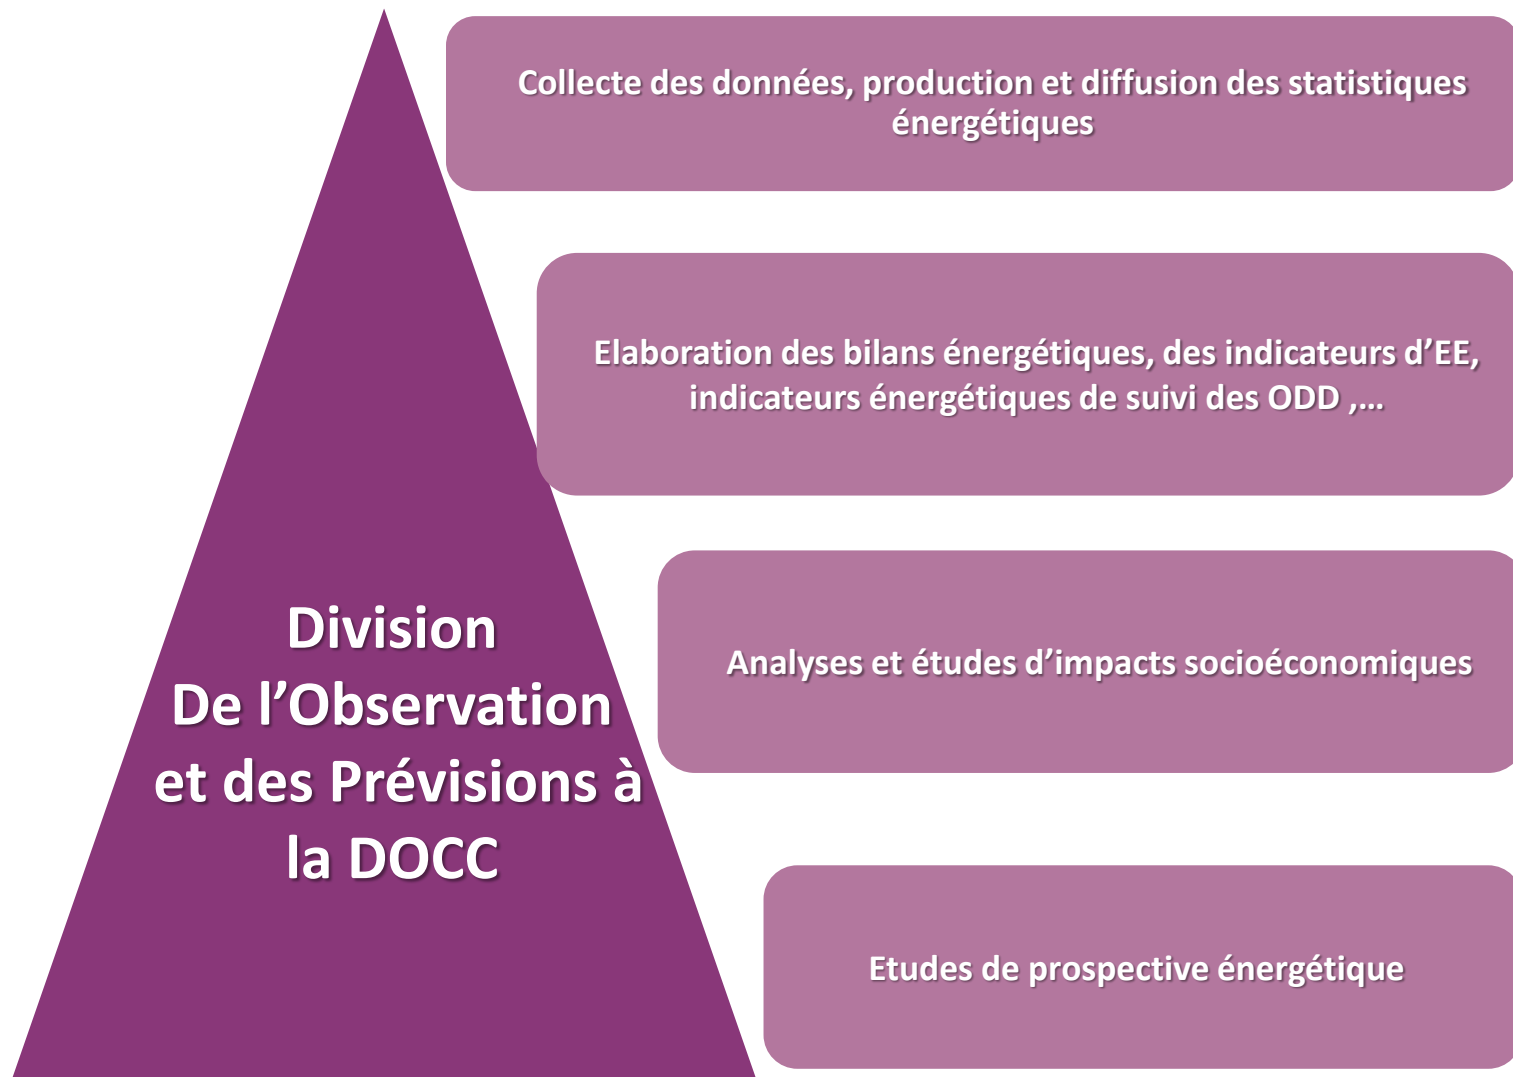 Collecte des données, production et diffusion des statistiques
énergétiques
Elaboration des bilans énergétiques, des indicateurs d’EE,
indicateurs énergétiques de suivi des ODD ,...
Analyses et études d’impacts socioéconomiques
Etudes de prospective énergétique
Division
De l’Observation
et des Prévisions à
la DOCC